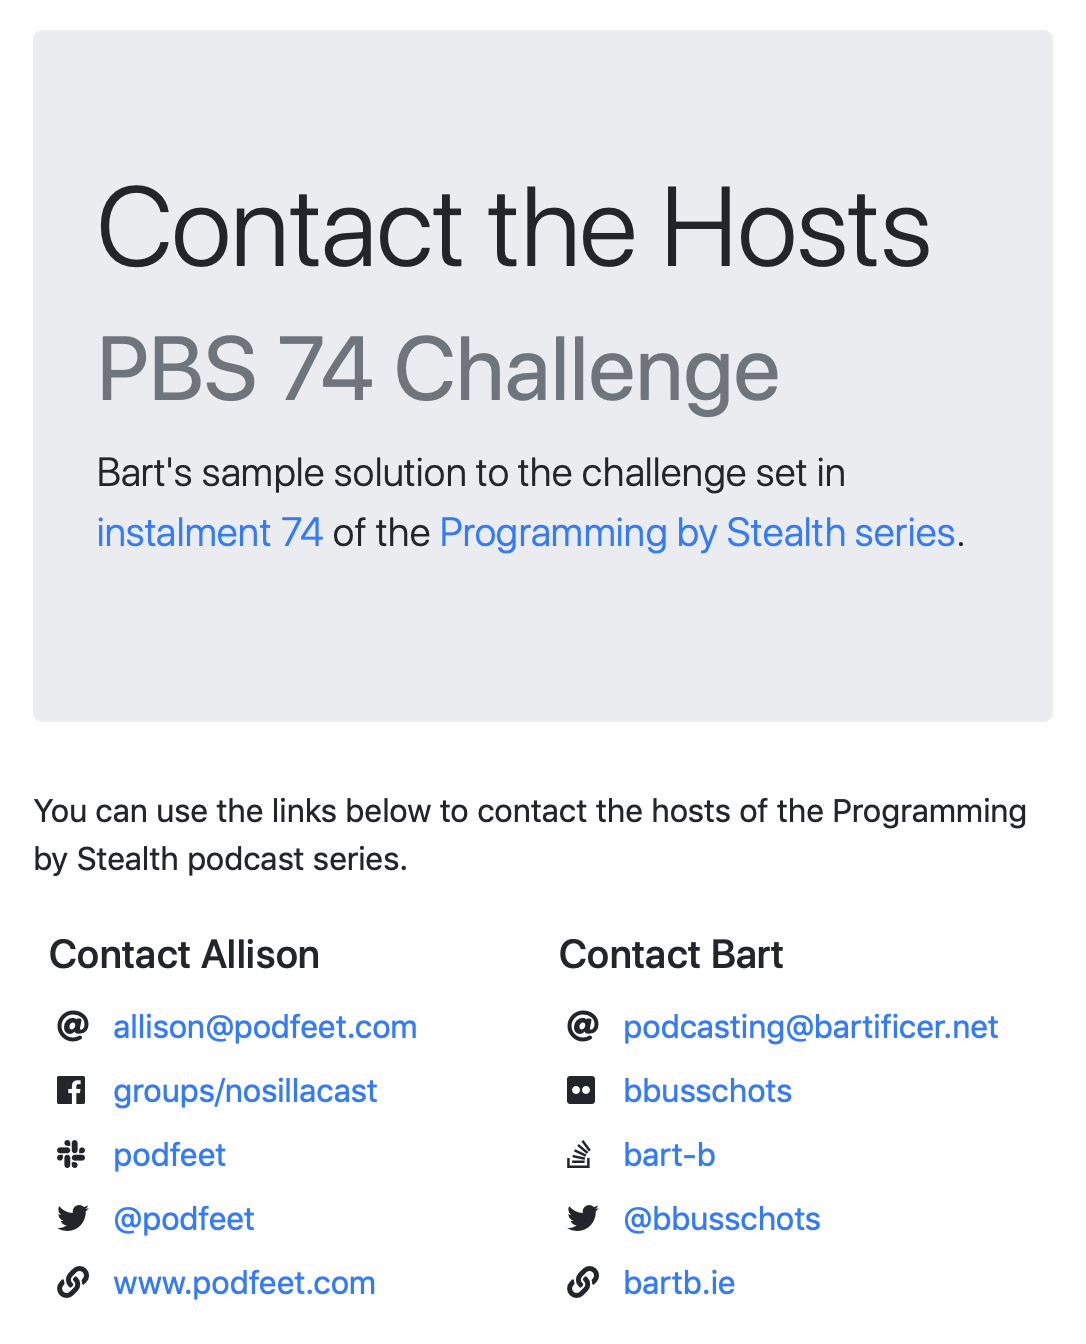 Contact the Hosts
PBS 74 Challenge
Bart's sample solution to the challenge set in
instalment 74 of the Programming by Stealth series.
You can use the links below to contact the hosts of the Programming
by Stealth podcast series.
Contact Allison
allison@podfeet.com
groups/nosillacast
podfeet
@podfeet
www.podfeet.com
Contact Bart
podcasting@bartificer.net
bbusschots
bart-b
@bbusschots
bartb.ie